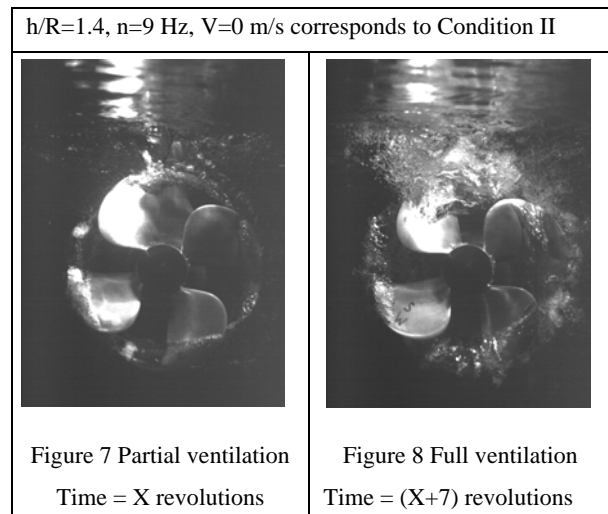 h/R=1.4, n=9 Hz, V=0 m/s corresponds to Condition II
Figure 7 Partial ventilation
Time = X revolutions
Figure 8 Full ventilation
Time = (X+7) revolutions